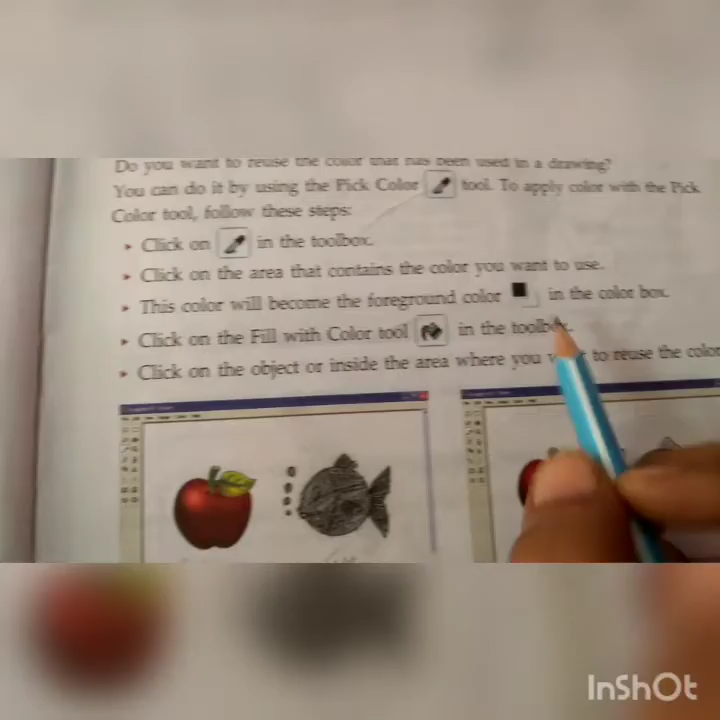 Do you want to reuse the color that has been used in a drawing?
You can do it by using the Pick Color tool. To apply color with the Pick
Color tool, follow these steps:
Click on in the toolbox.
Click on the area that contains the color you want to use.
This color will become the foreground color in the color box.
Click on the Fill with Color tool in the toolbox.
Click on the object or inside the area where you to reuse the color
InShOt